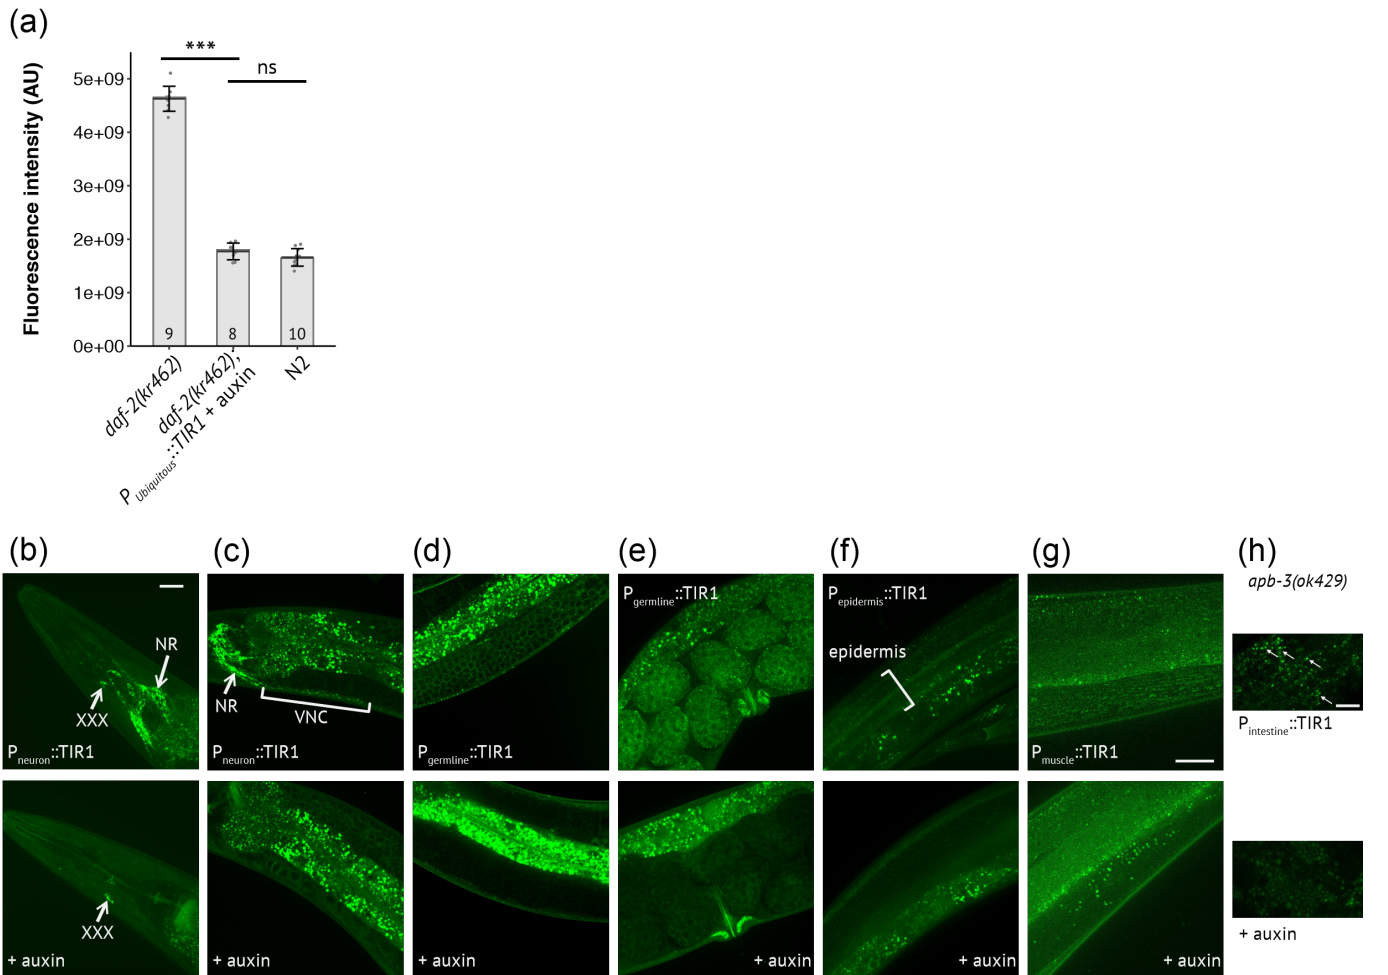 (a)
***
ns
Fluorescence intensity (AU)
5e+09
4e+09
3e+09
2e+09
1e+09
0e+00
9
8
10
daf-2(kr462)
daf-2(kr462);
P Ubiquitous::TIR1 + auxin
N2
(b)
(c)
(d)
(e)
(f)
(g)
(h)
apb-3(ok429)
NR
XXX
Pneuron::TIR1
NR
VNC
Pneuron::TIR1
Pgermline::TIR1
Pgermline::TIR1
Pepidermis::TIR1
epidermis
Pmuscle::TIR1
Pintestine::TIR1
XXX
+ auxin
+ auxin
+ auxin
+ auxin
+ auxin
+ auxin
+ auxin